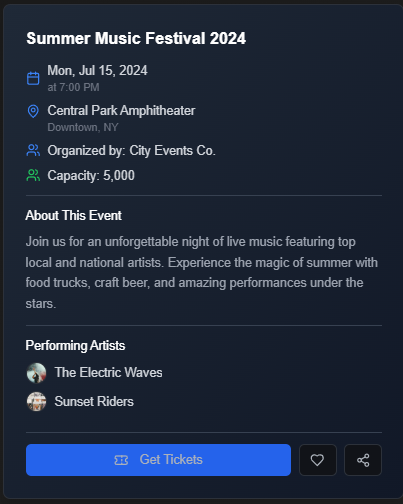 Summer Music Festival 2024
Mon, Jul 15, 2024
at 7:00 PM
Central Park Amphitheater
Downtown, NY
Organized by: City Events Co.
Capacity: 5,000
About This Event
Join us for an unforgettable night of live music featuring top
local and national artists. Experience the magic of summer with
food trucks, craft beer, and amazing performances under the
stars.
Performing Artists
The Electric Waves
Sunset Riders
Get Tickets